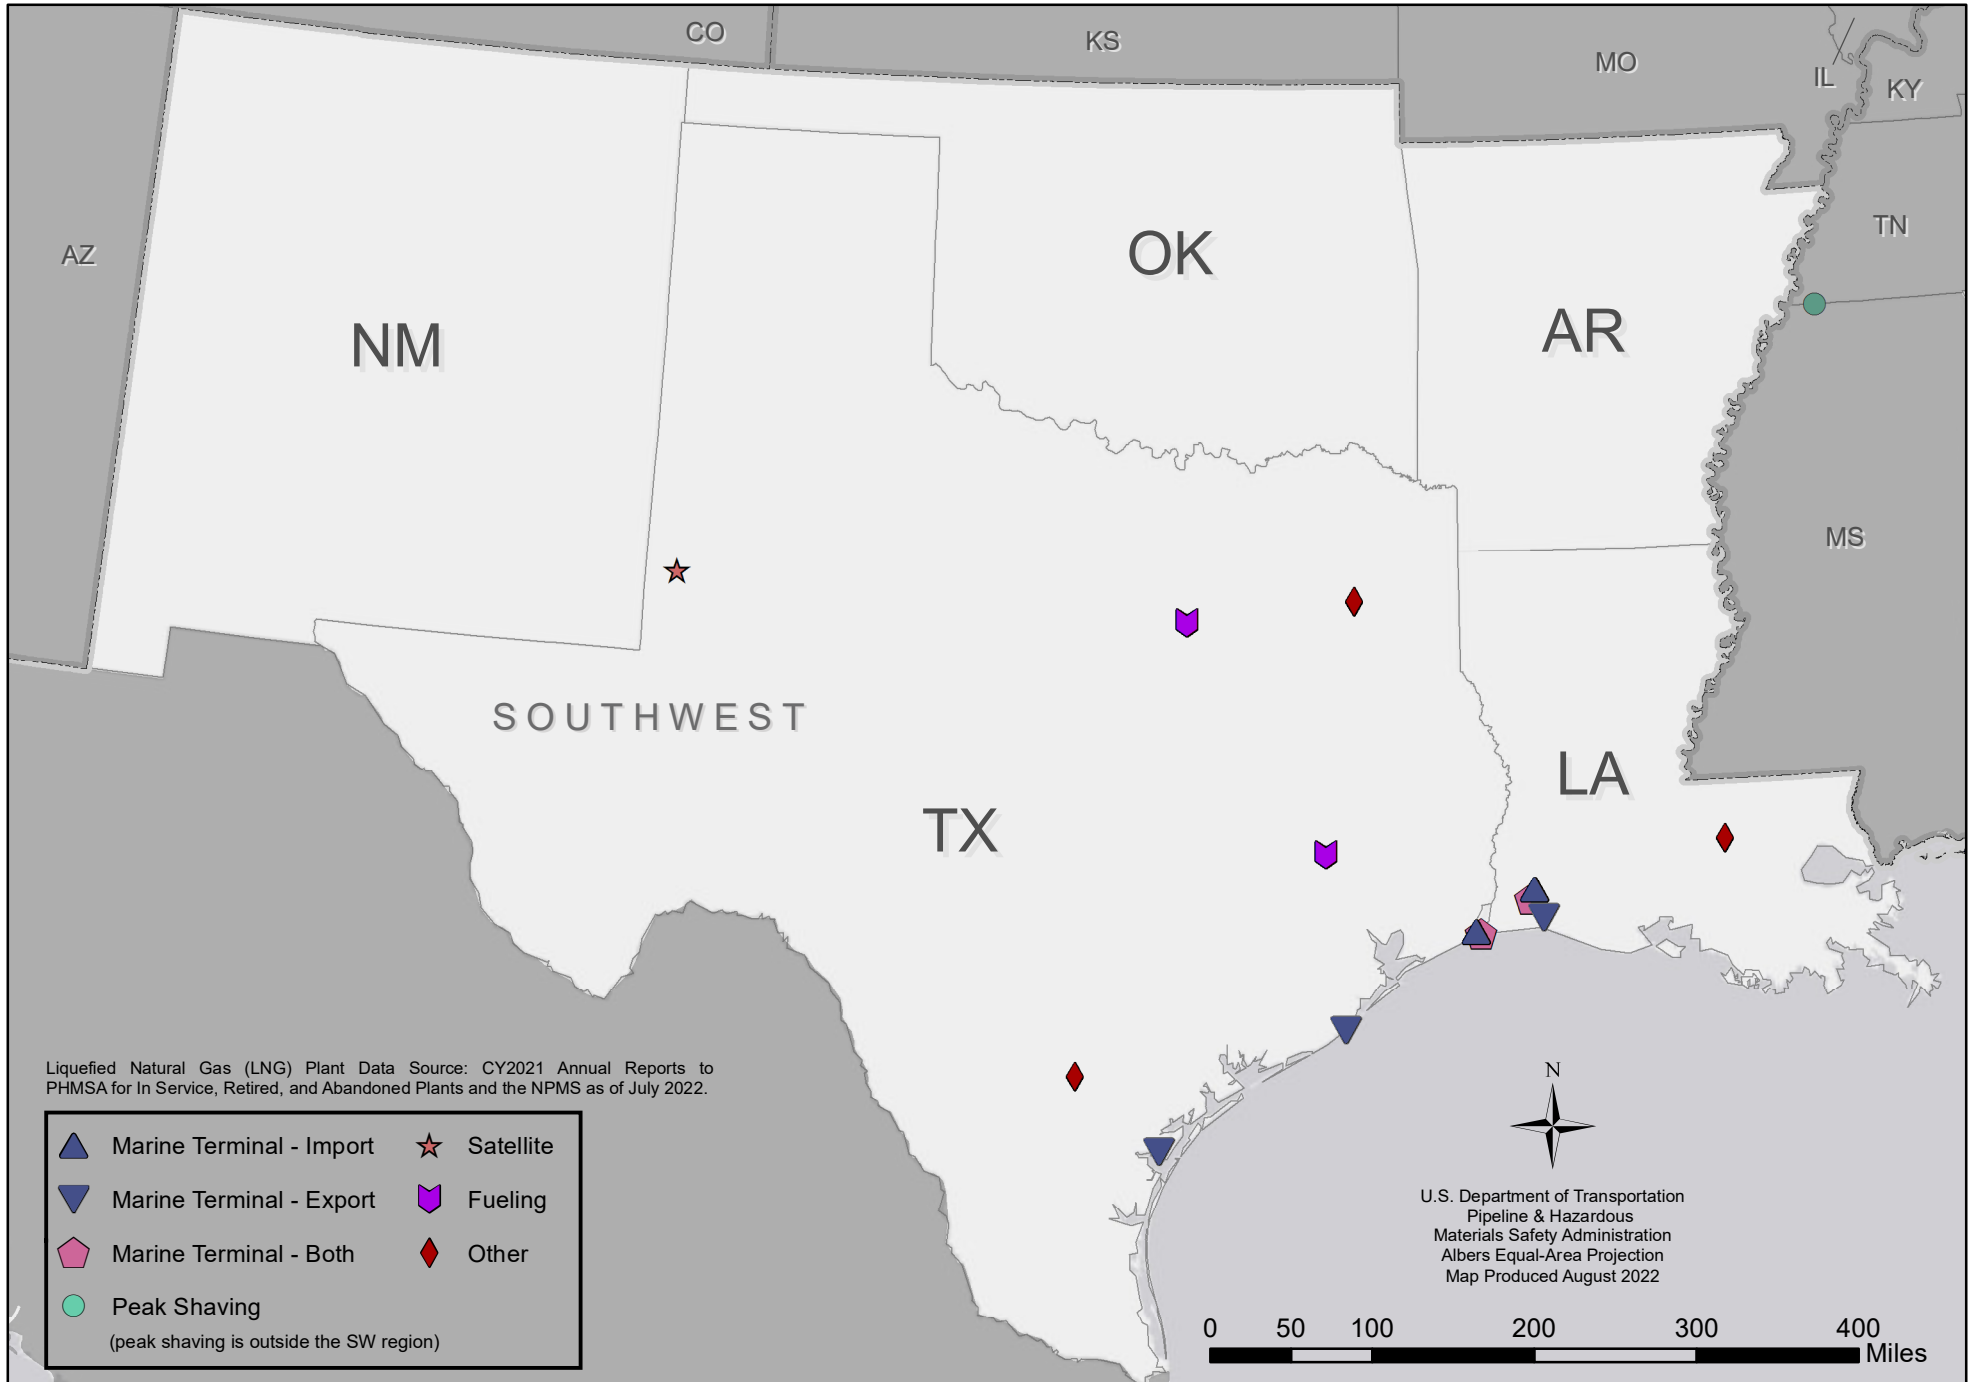 CO
KS
MO
IL
KY
AZ
TN
OK
NM
AR
MS
SOUTHWEST
LA
TX
Liquefied Natural Gas (LNG) Plant Data Source: CY2021 Annual Reports to
PHMSA for In Service, Retired, and Abandoned Plants and the NPMS as of July 2022.
Marine Terminal - Import
Satellite
Marine Terminal - Export
Fueling
Marine Terminal - Both
Other
Peak Shaving
(peak shaving is outside the SW region)
N
U.S. Department of Transportation
Pipeline & Hazardous
Materials Safety Administration
Albers Equal-Area Projection
Map Produced August 2022
0 50 100 200 300 400
Miles